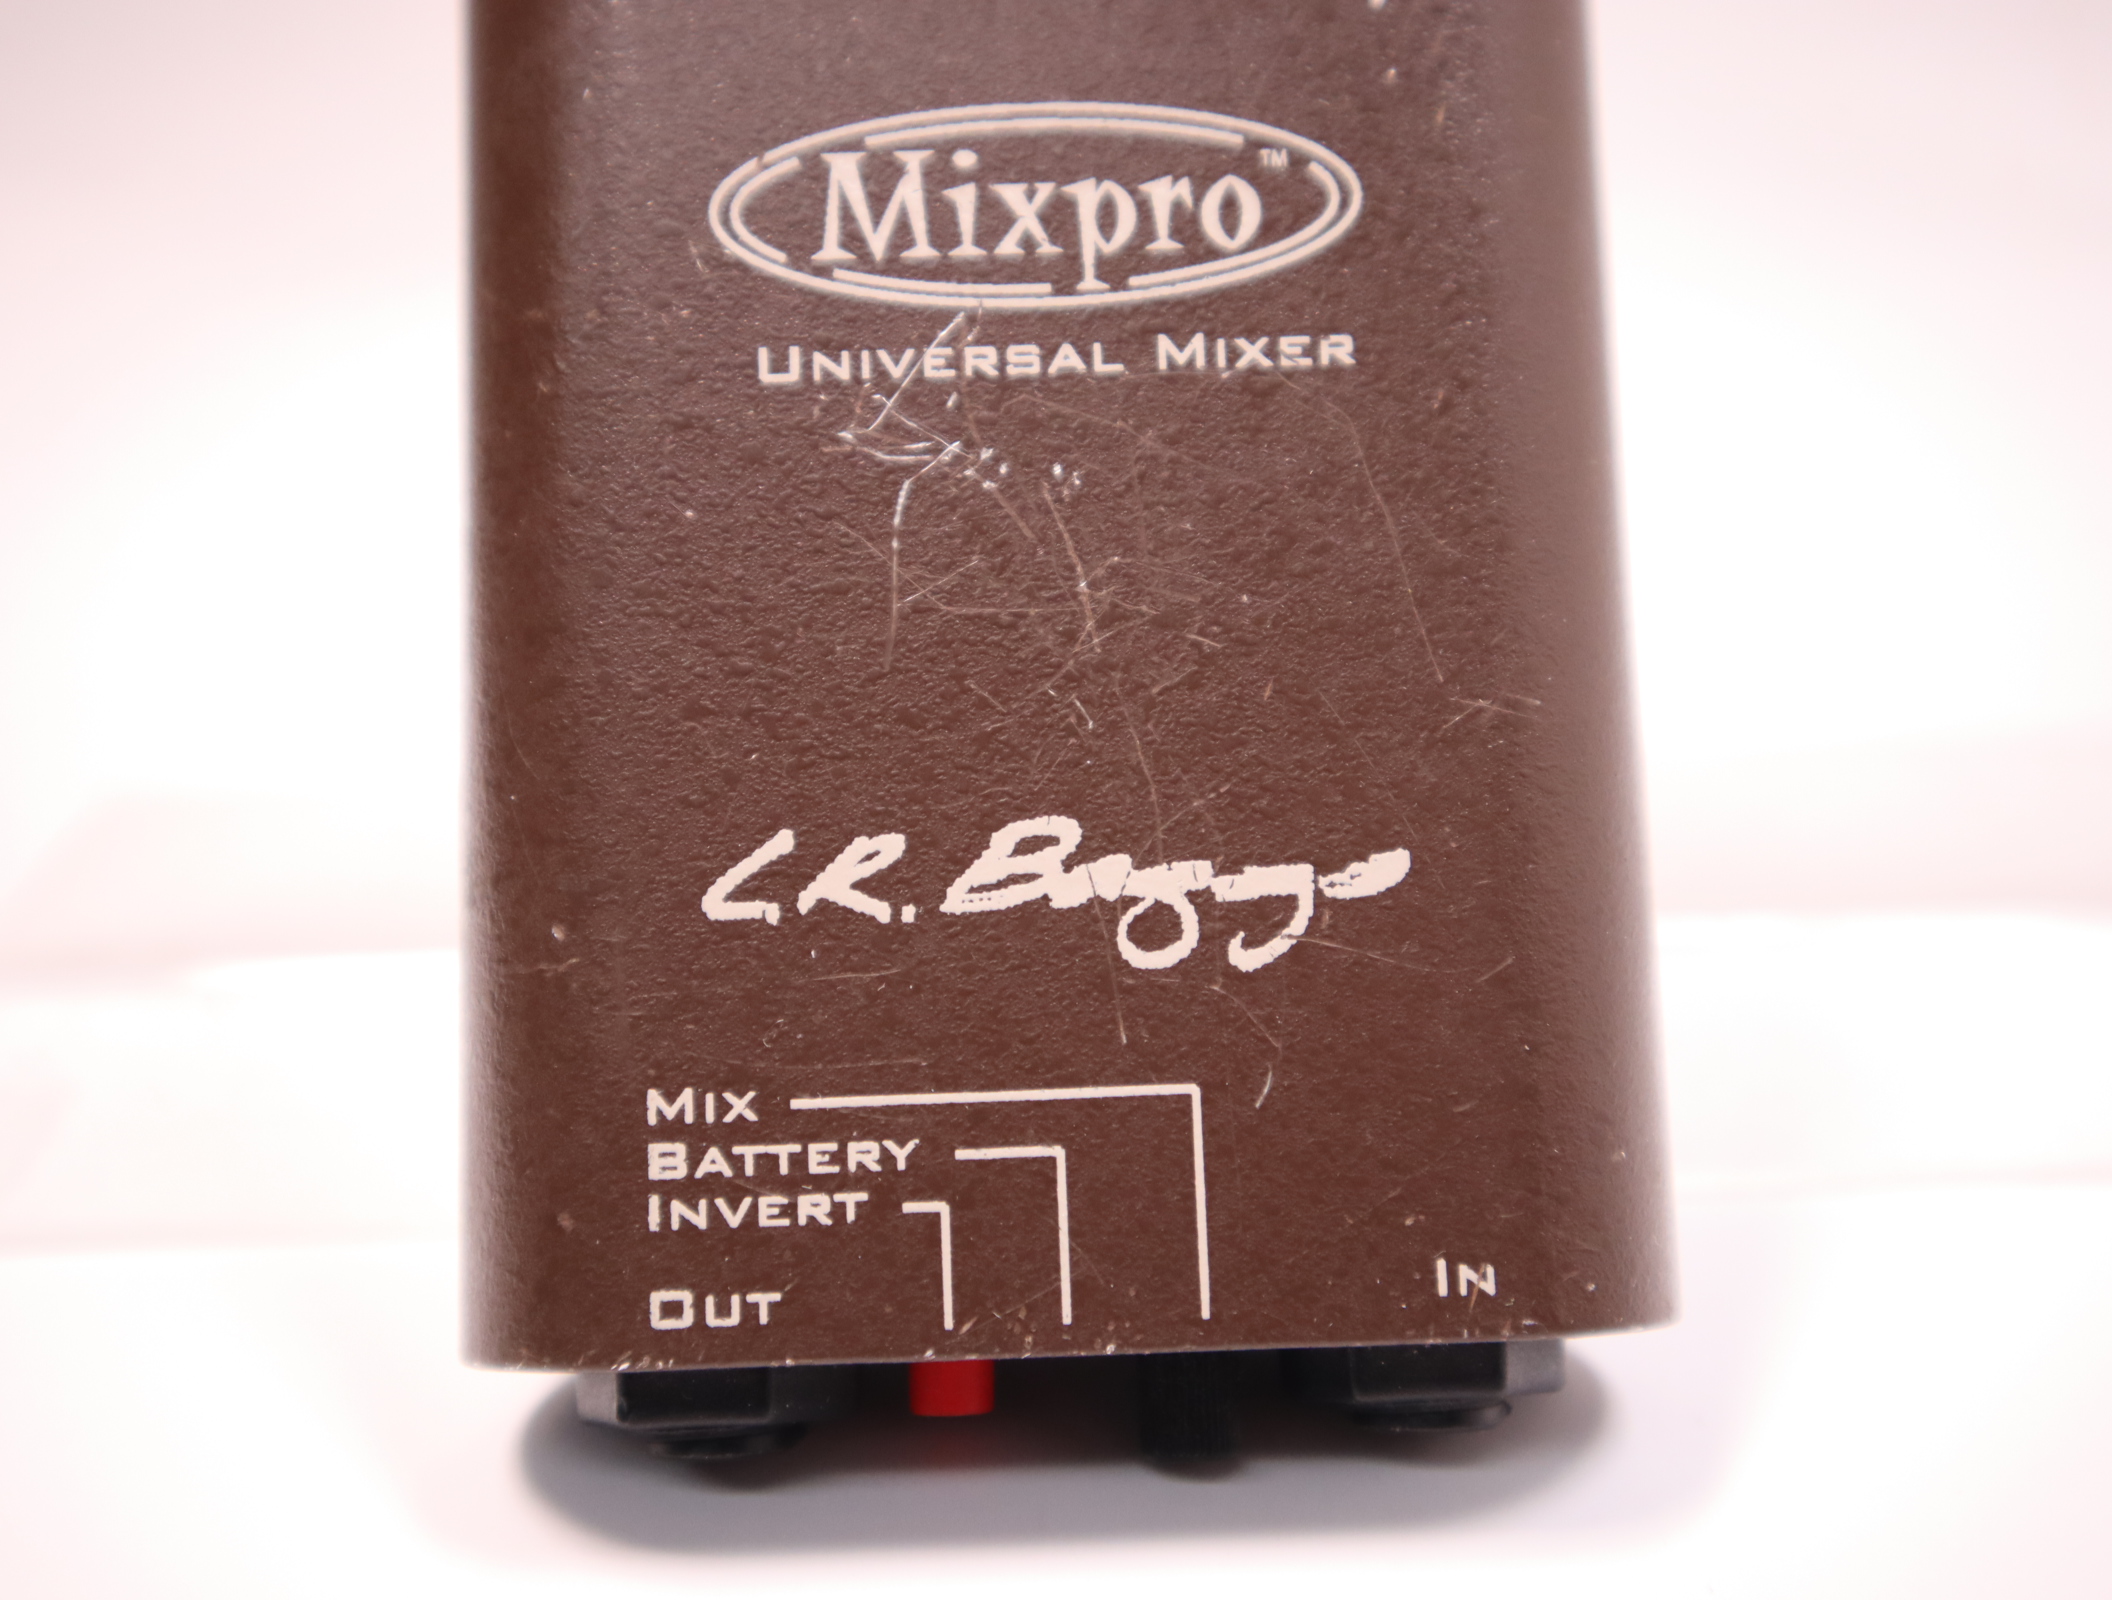 Mixpro™
UNIVERSAL MIXER
L.R. Baggs
MIX
BATTERY
INVERT
OUT
IN